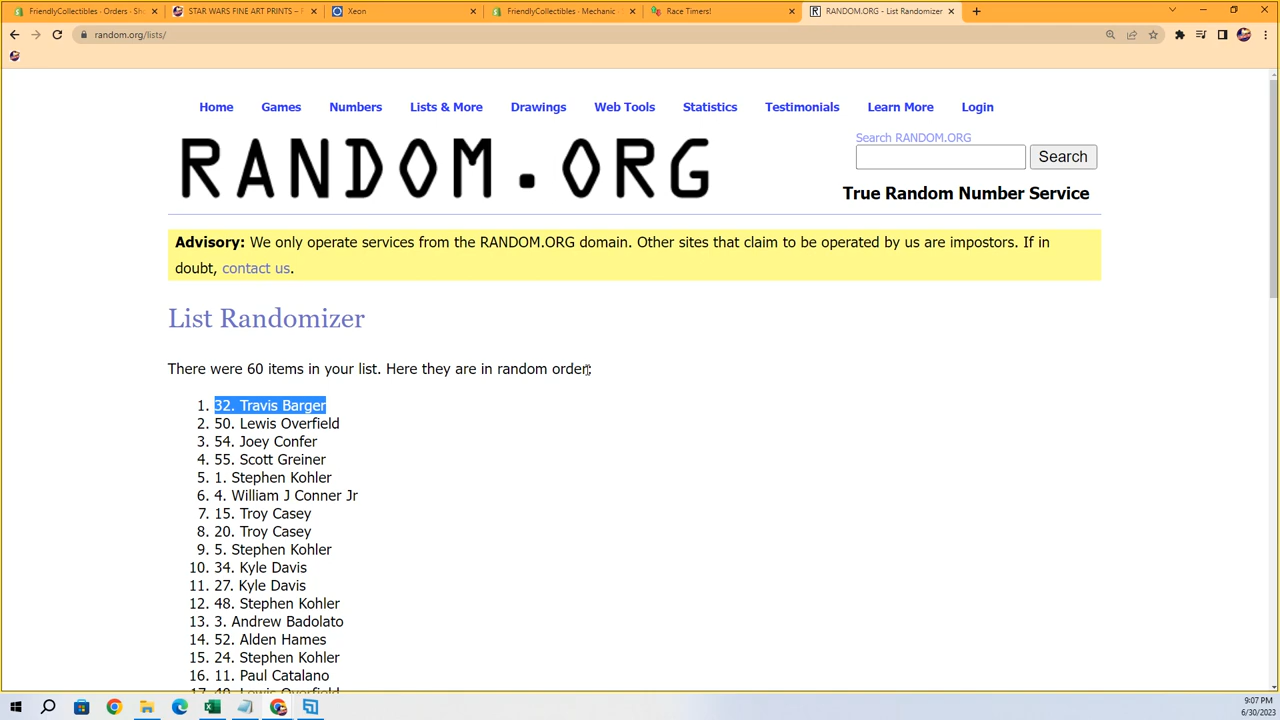 FriendlyCollectibles · Orders · Sh
STAR WARS FINE ART PRINTS – F
Xeon
FriendlyCollectibles – Mechanic
Race Timers!
RANDOM.ORG - List Randomizer
random.org/lists/
Home Games Numbers Lists & More Drawings Web Tools Statistics Testimonials Learn More Login
RANDOM.ORG
Search RANDOM.ORG
Search
True Random Number Service
Advisory: We only operate services from the RANDOM.ORG domain. Other sites that claim to be operated by us are impostors. If in
doubt, contact us.
List Randomizer
There were 60 items in your list. Here they are in random order:
1. 32. Travis Barger
2. 50. Lewis Overfield
3. 54. Joey Confer
4. 55. Scott Greiner
5. 1. Stephen Kohler
6. 4. William J Conner Jr
7. 15. Troy Casey
8. 20. Troy Casey
9. 5. Stephen Kohler
10. 34. Kyle Davis
11. 27. Kyle Davis
12. 48. Stephen Kohler
13. 3. Andrew Badolato
14. 52. Alden Hames
15. 24. Stephen Kohler
16. 11. Paul Catalano
17. 40. Lewis Overfield
9:07 PM
6/30/2023